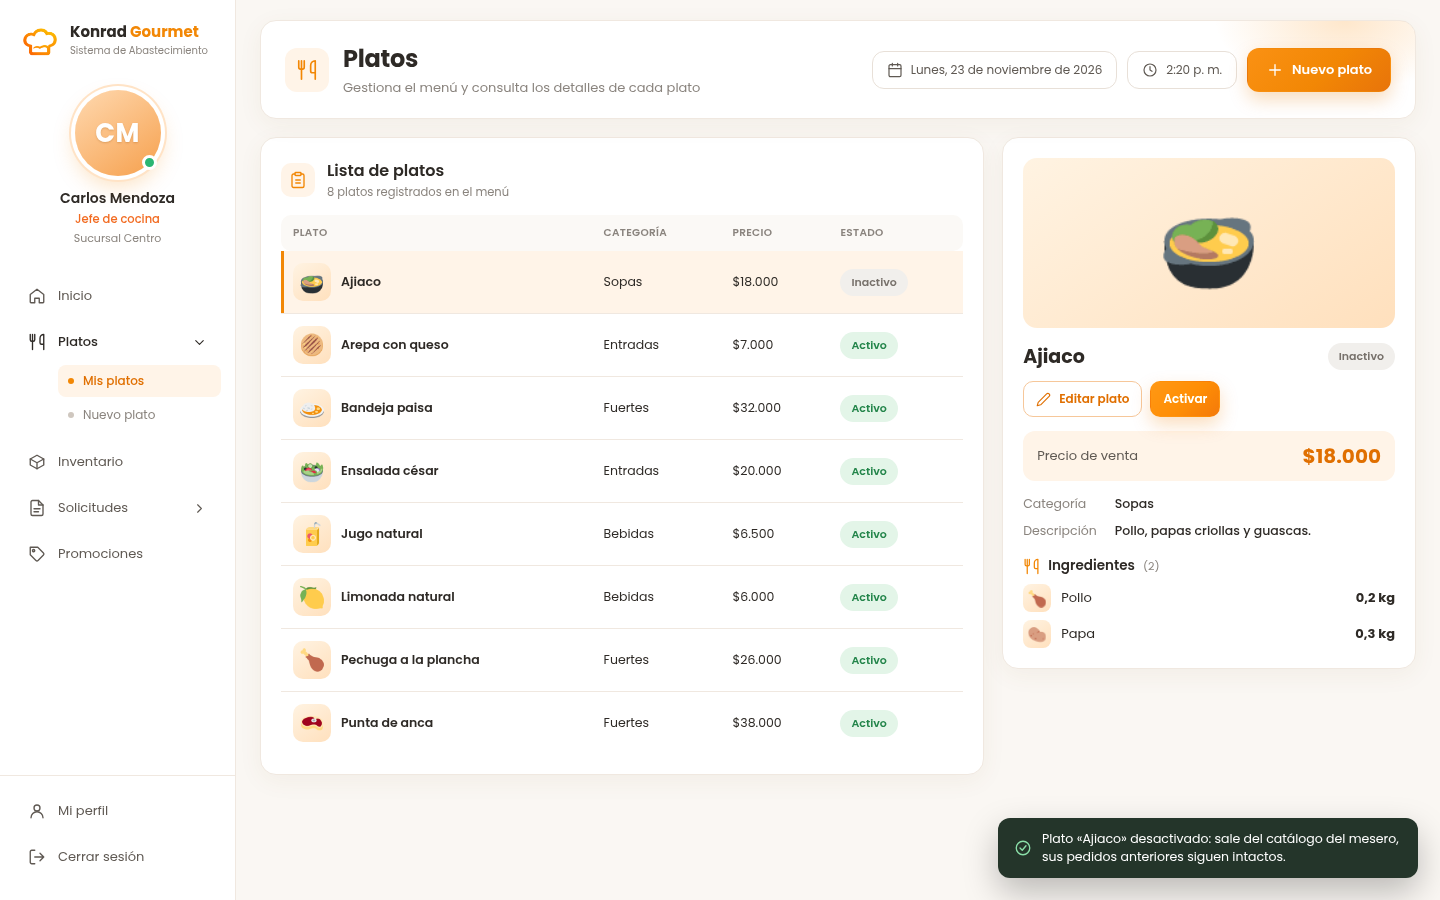 Konrad Gourmet
Sistema de Abastecimiento
CM
Carlos Mendoza
Jefe de cocina
Sucursal Centro
Inicio
Platos
Mis platos
Nuevo plato
Inventario
Solicitudes
Promociones
Mi perfil
Cerrar sesión
Platos
Gestiona el menú y consulta los detalles de cada plato
Lunes, 23 de noviembre de 2026
2:20 p. m.
Nuevo plato
Lista de platos
8 platos registrados en el menú
PLATO CATEGORÍA PRECIO ESTADO
Ajiaco Sopas $18.000 Inactivo
Arepa con queso Entradas $7.000 Activo
Bandeja paisa Fuertes $32.000 Activo
Ensalada césar Entradas $20.000 Activo
Jugo natural Bebidas $6.500 Activo
Limonada natural Bebidas $6.000 Activo
Pechuga a la plancha Fuertes $26.000 Activo
Punta de anca Fuertes $38.000 Activo
Ajiaco Inactivo
Editar plato Activar
Precio de venta $18.000
Categoría Sopas
Descripción Pollo, papas criollas y guascas.
Ingredientes (2)
Pollo 0,2 kg
Papa 0,3 kg
Plato «Ajiaco» desactivado: sale del catálogo del mesero,
sus pedidos anteriores siguen intactos.